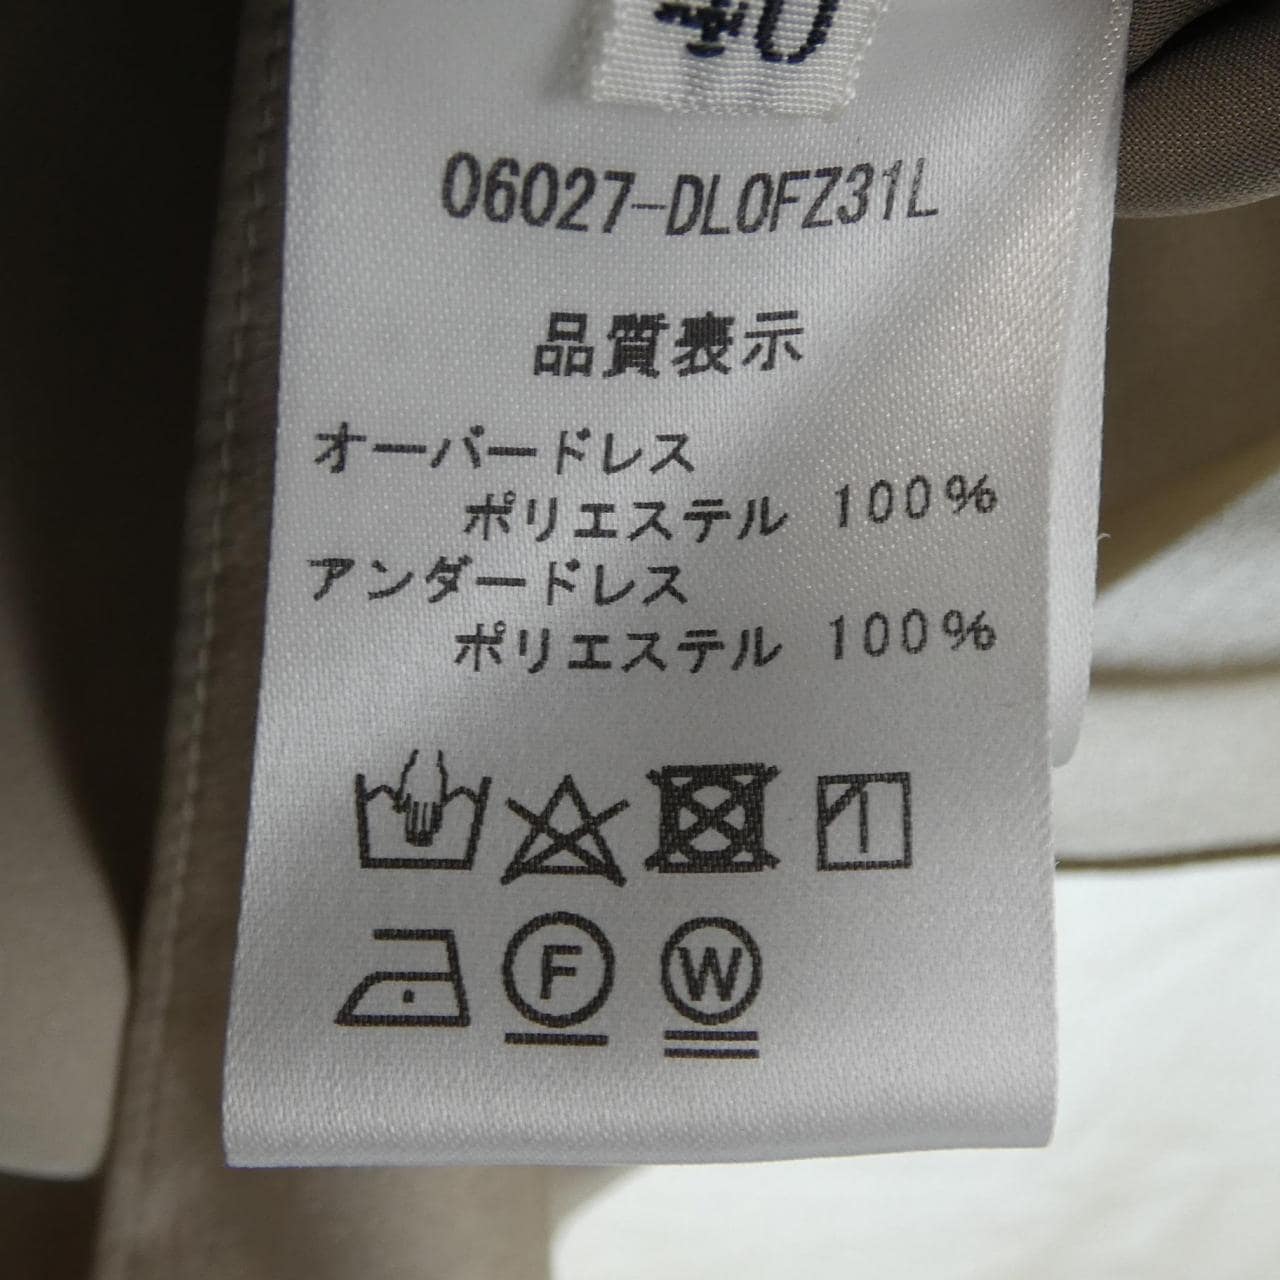 40
06027-DL0FZ31L
品質表示
オーバードレス
ポリエステル 100%
アンダードレス
ポリエステル 100%
F
W